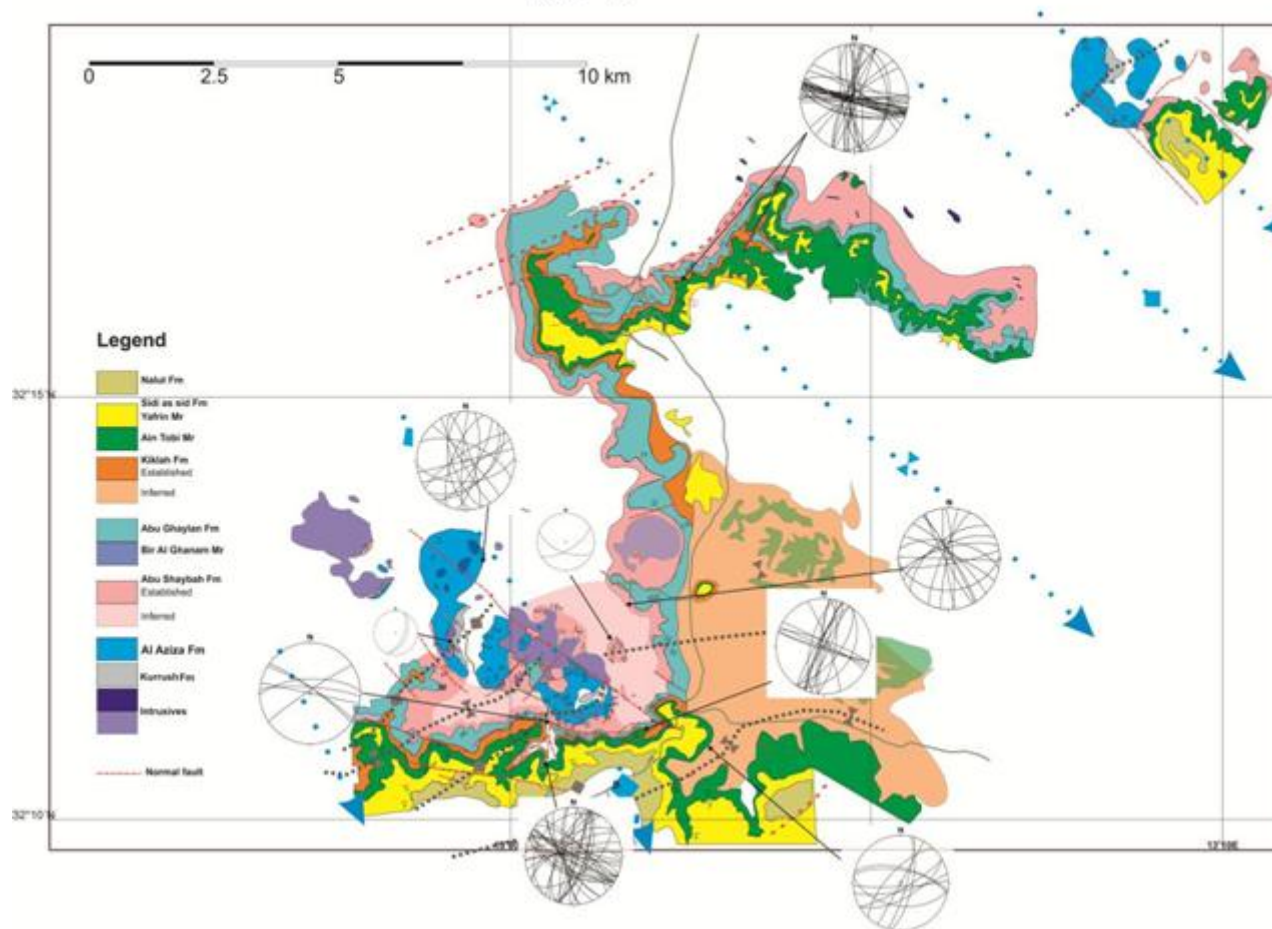 0 2.5 5 10 km
N
Legend
Nalut Fm
32°15'N
Sidi as sid Fm
Yafrin Mr
Ain Tobi Mr
N
Kiklah Fm
Established
Inferred
N
Abu Ghaylan Fm
Bir Al Ghanam Mr
Abu Shaybah Fm
Established
N
Inferred
N
Al Aziza Fm
Kurrush Fm
Intrusives
Normal fault
N
32°10'N
N